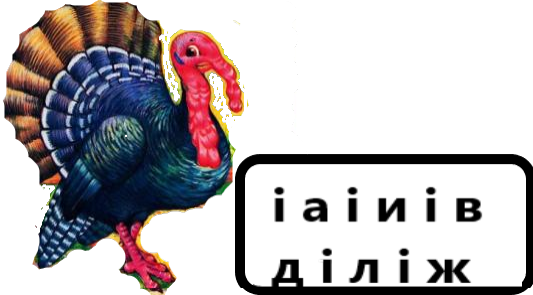 і а і и і в
д і л і ж